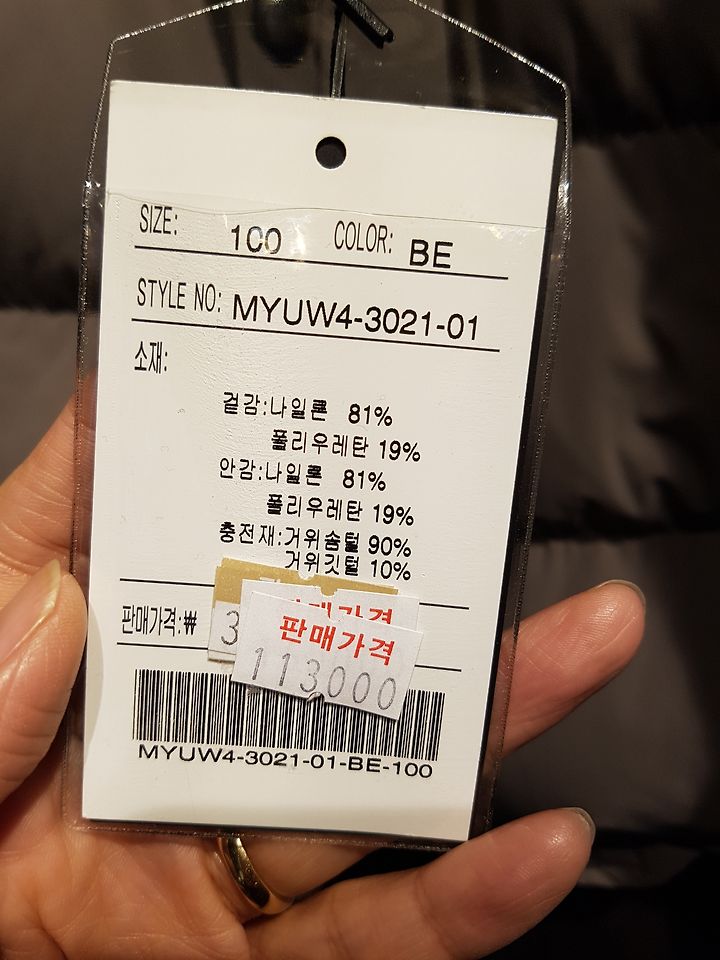 SIZE: 100 COLOR: BE
STYLE NO: MYUW4-3021-01
소재:
겉감:나일론 81%
폴리우레탄 19%
안감:나일론 81%
폴리우레탄 19%
충전재:거위솜털 90%
거위깃털 10%
판매가격:₩
3
판매가격
113000
MYUW4-3021-01-BE-100